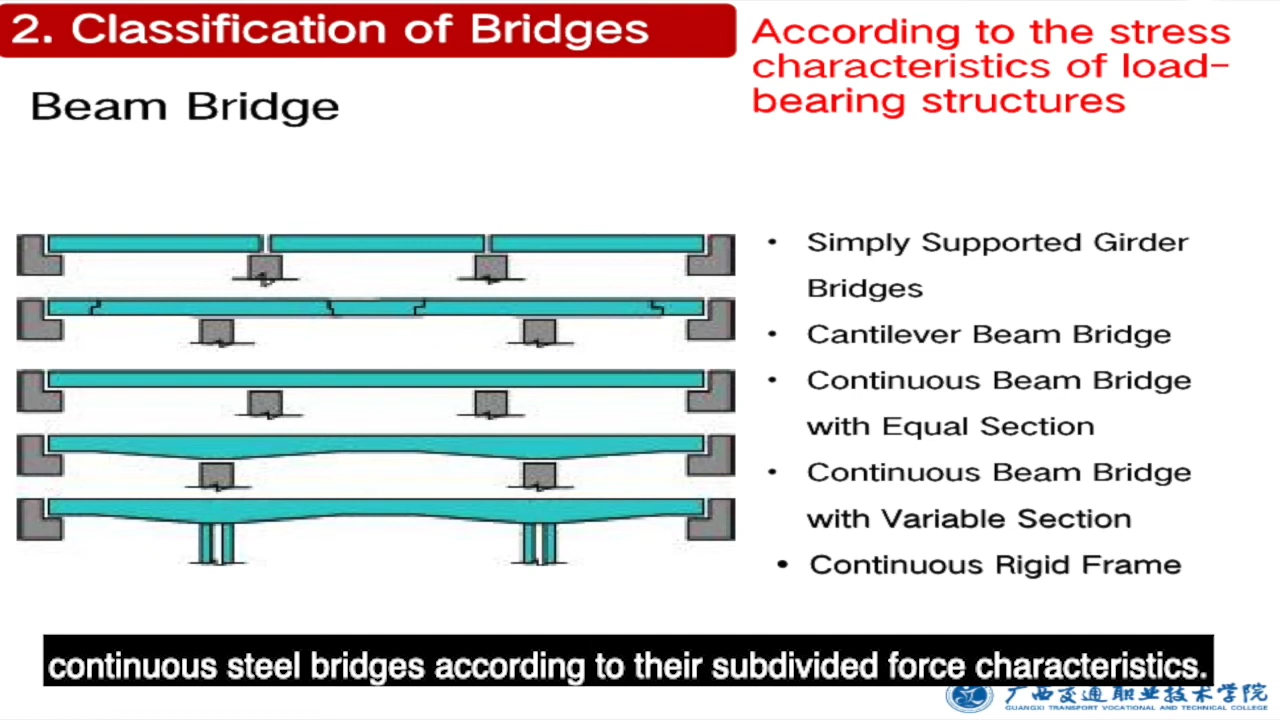 2. Classification of Bridges
According to the stress
characteristics of load-
bearing structures
Beam Bridge
• Simply Supported Girder
Bridges
• Cantilever Beam Bridge
• Continuous Beam Bridge
with Equal Section
• Continuous Beam Bridge
with Variable Section
• Continuous Rigid Frame
continuous steel bridges according to their subdivided force characteristics.
广西交通职业技术学院
GUANGXI TRANSPORT VOCATIONAL AND TECHNICAL COLLEGE